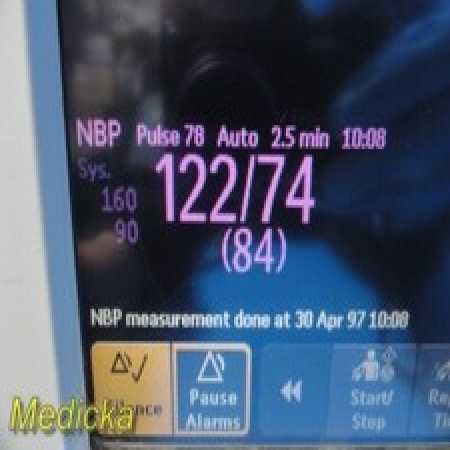 NBP Pulse 78 Auto 2.5 min 10:08
Sys.
160
90
122/74
(84)
NBP measurement done at 30 Apr 97 10:08
Silence
Pause
Alarms
Start/
Stop
Medicka